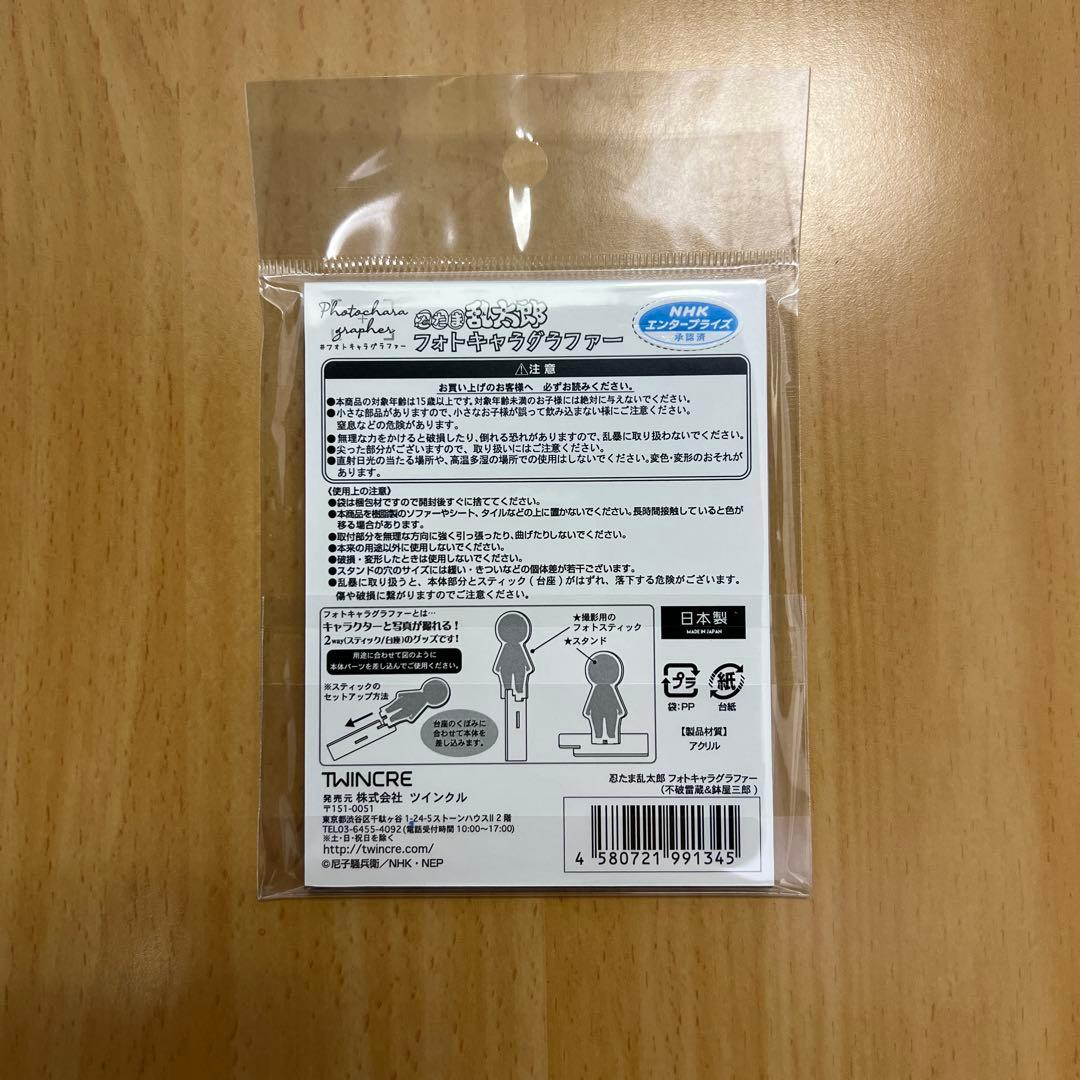 Photochara
grapher
#フォトキャラグラファー
忍たま乱太郎
フォトキャラグラファー
NHK
エンタープライズ
承認済
⚠注意
お買い上げのお客様へ 必ずお読みください。
●本商品の対象年齢は15歳以上です。対象年齢未満のお子様には絶対に与えないでください。
●小さな部品がありますので、小さなお子様が誤って飲み込まない様にご注意ください。
窒息などの危険があります。
●無理な力をかけると破損したり、倒れる恐れがありますので、乱暴に取り扱わないでください。
●尖った部分がございますので、取り扱いにはご注意ください。
●直射日光の当たる場所や、高温多湿の場所での使用はしないでください。変色・変形のおそれが
あります。
《使用上の注意》
●袋は梱包材ですので開封後すぐに捨ててください。
●本商品を樹脂製のソファーやシート、タイルなどの上に置かないでください。長時間接触していると色が
移る場合があります。
●取付部分を無理な方向に強く引っ張ったり、曲げたりしないでください。
●本来の用途以外に使用しないでください。
●破損・変形したときは使用しないでください。
●スタンドの穴のサイズには緩い・きついなどの個体差が若干ございます。
●乱暴に取り扱うと、本体部分とスティック(台座)がはずれ、落下する危険がございます。
傷や破損に繋がりますのでご注意ください。
フォトキャラグラファーとは…
キャラクターと写真が撮れる!
2way(スティック/台座)のグッズです!
用途に合わせて図のように
本体パーツを差し込んでご使用ください。
※スティックの
セットアップ方法
台座のくぼみに
合わせて本体を
差し込みます。
★撮影用の
フォトスティック
★スタンド
日本製
MADE IN JAPAN
プラ
袋:PP
紙
台紙
【製品材質】
アクリル
TWINCRE
発売元 株式会社 ツインクル
〒151-0051
東京都渋谷区千駄ヶ谷1-24-5ストーンハウスII 2階
TEL03-6455-4092(電話受付時間 10:00〜17:00)
※土・日・祝日を除く
http://twincre.com/
©尼子騒兵衛/NHK・NEP
忍たま乱太郎 フォトキャラグラファー
(不破雷蔵&鉢屋三郎)
4 580721 991345